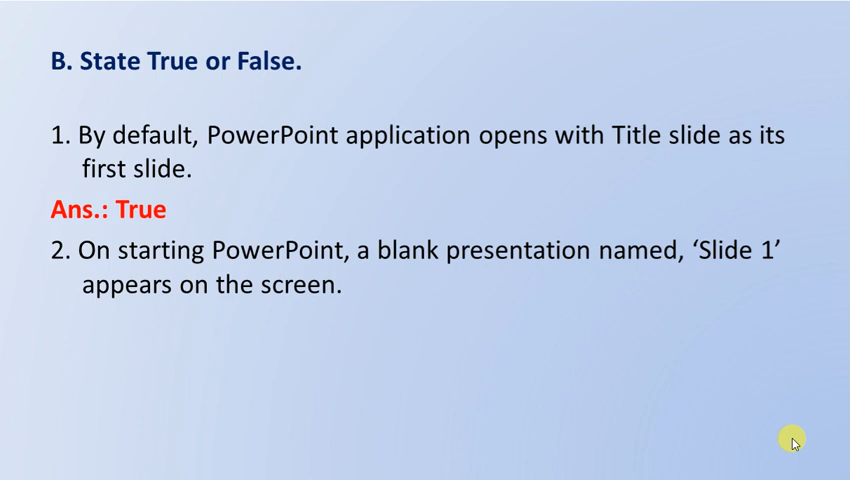 B. State True or False.
1. By default, PowerPoint application opens with Title slide as its
first slide.
Ans.: True
2. On starting PowerPoint, a blank presentation named, ‘Slide 1’
appears on the screen.